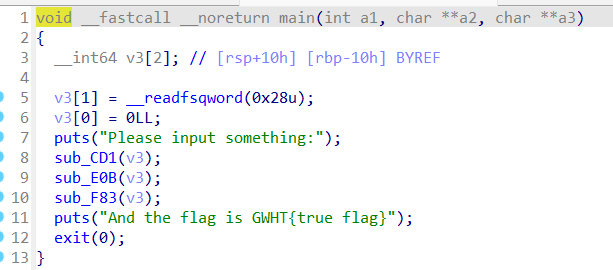 1 void __fastcall __noreturn main(int a1, char **a2, char **a3)
2 {
3   __int64 v3[2]; // [rsp+10h] [rbp-10h] BYREF
4
5   v3[1] = __readfsqword(0x28u);
6   v3[0] = 0LL;
7   puts("Please input something:");
8   sub_CD1(v3);
9   sub_E0B(v3);
10   sub_F83(v3);
11   puts("And the flag is GWHT{true flag}");
12   exit(0);
13 }